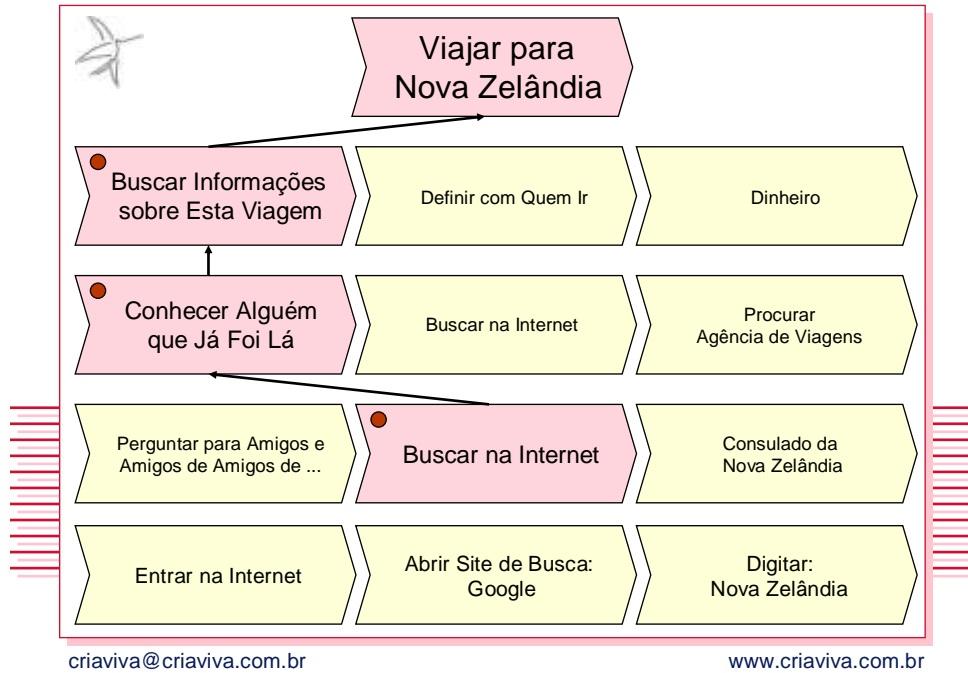 Viajar para
Nova Zelândia
Buscar Informações
sobre Esta Viagem
Definir com Quem Ir
Dinheiro
Conhecer Alguém
que Já Foi Lá
Buscar na Internet
Procurar
Agência de Viagens
Perguntar para Amigos e
Amigos de Amigos de ...
Buscar na Internet
Consulado da
Nova Zelândia
Entrar na Internet
Abrir Site de Busca:
Google
Digitar:
Nova Zelândia
criaviva@criaviva.com.br
www.criaviva.com.br